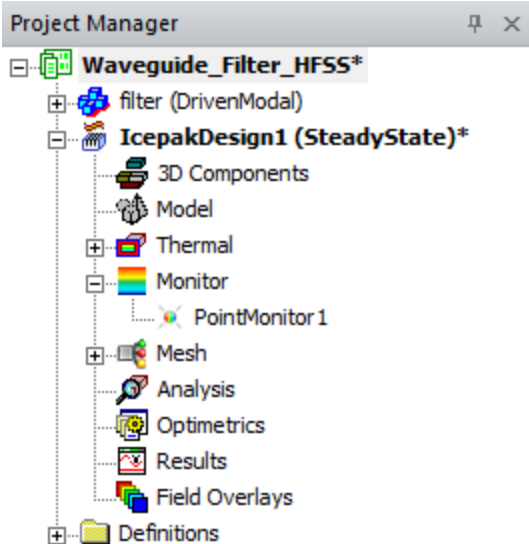 Project Manager
Waveguide_Filter_HFSS*
filter (DrivenModal)
IcepakDesign1 (SteadyState)*
3D Components
Model
Thermal
Monitor
PointMonitor1
Mesh
Analysis
Optimetrics
Results
Field Overlays
Definitions